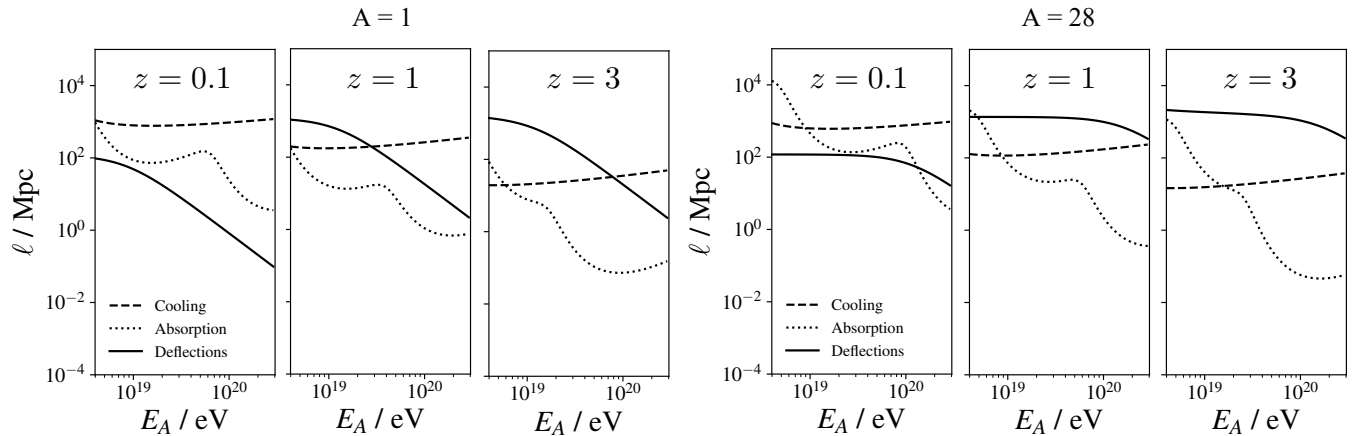 A = 1
A = 28
z = 0.1
z = 1
z = 3
z = 0.1
z = 1
z = 3
ℓ / Mpc
10^4
10^2
10^0
10^−2
10^−4
Cooling
Absorption
Deflections
10^19
10^20
10^19
10^20
10^19
10^20
E_A / eV
E_A / eV
E_A / eV
ℓ / Mpc
10^4
10^2
10^0
10^−2
10^−4
Cooling
Absorption
Deflections
10^19
10^20
10^19
10^20
10^19
10^20
E_A / eV
E_A / eV
E_A / eV